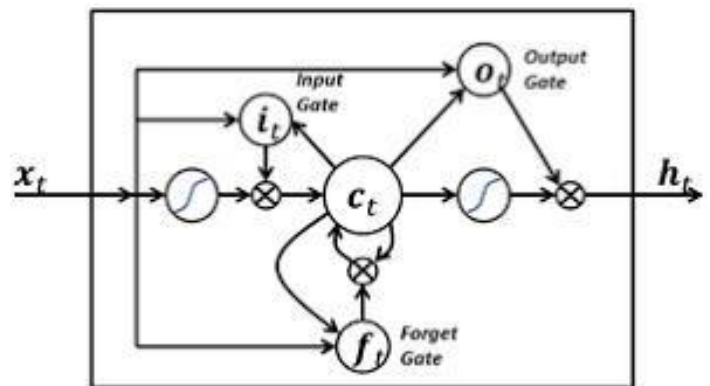 Output
Gate
o_t
Input
Gate
i_t
x_t
c_t
h_t
Forget
Gate
f_t